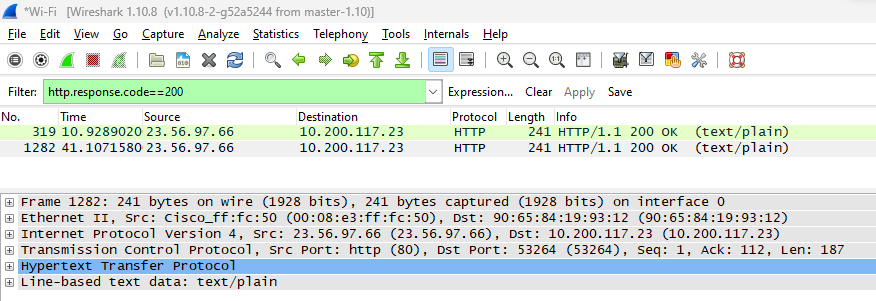 *Wi-Fi [Wireshark 1.10.8 (v1.10.8-2-g52a5244 from master-1.10)]
File Edit View Go Capture Analyze Statistics Telephony Tools Internals Help
Filter: http.response.code==200 Expression... Clear Apply Save
No. Time Source Destination Protocol Length Info
319 10.9289020 23.56.97.66 10.200.117.23 HTTP 241 HTTP/1.1 200 OK (text/plain)
1282 41.1071580 23.56.97.66 10.200.117.23 HTTP 241 HTTP/1.1 200 OK (text/plain)
Frame 1282: 241 bytes on wire (1928 bits), 241 bytes captured (1928 bits) on interface 0
Ethernet II, Src: Cisco_ff:fc:50 (00:08:e3:ff:fc:50), Dst: 90:65:84:19:93:12 (90:65:84:19:93:12)
Internet Protocol Version 4, Src: 23.56.97.66 (23.56.97.66), Dst: 10.200.117.23 (10.200.117.23)
Transmission Control Protocol, Src Port: http (80), Dst Port: 53264 (53264), Seq: 1, Ack: 112, Len: 187
Hypertext Transfer Protocol
Line-based text data: text/plain